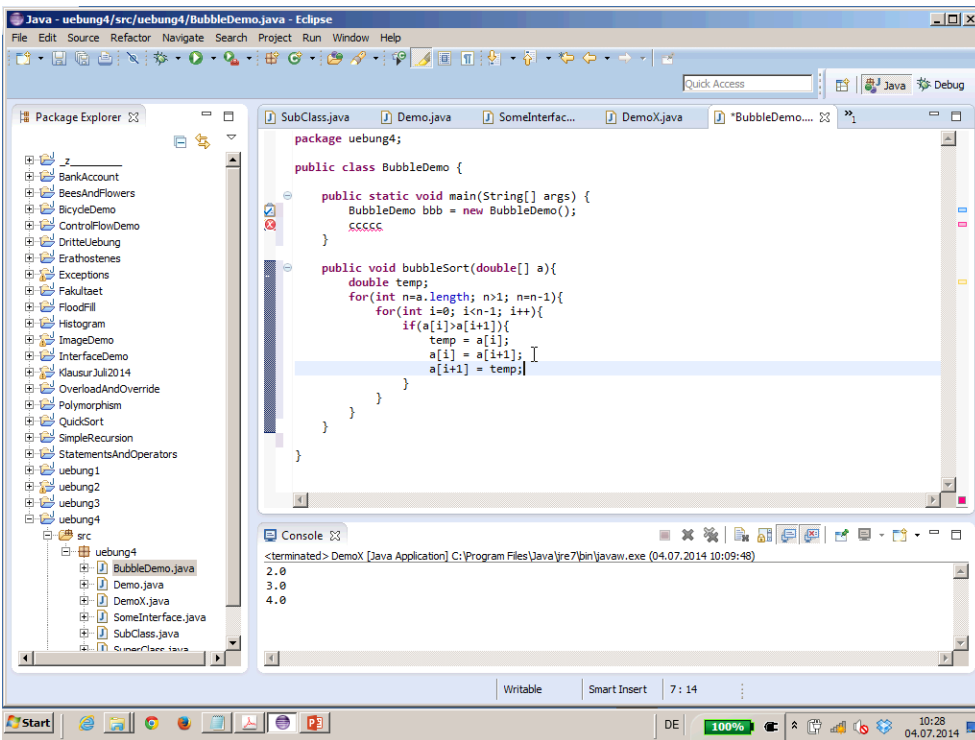 Java - uebung4/src/uebung4/BubbleDemo.java - Eclipse
File Edit Source Refactor Navigate Search Project Run Window Help
Quick Access
Java
Debug
Package Explorer
_z_________
BankAccount
BeesAndFlowers
BicycleDemo
ControlFlowDemo
DritteUebung
Erathostenes
Exceptions
Fakultaet
FloodFill
Histogram
ImageDemo
InterfaceDemo
KlausurJuli2014
OverloadAndOverride
Polymorphism
QuickSort
SimpleRecursion
StatementsAndOperators
uebung1
uebung2
uebung3
uebung4
src
uebung4
BubbleDemo.java
Demo.java
DemoX.java
SomeInterface.java
SubClass.java
SuperClass.java
SubClass.java Demo.java SomeInterfac... DemoX.java *BubbleDemo.... »1
package uebung4;
public class BubbleDemo {
public static void main(String[] args) {
BubbleDemo bbb = new BubbleDemo();
ccccc
}
public void bubbleSort(double[] a){
double temp;
for(int n=a.length; n>1; n=n-1){
for(int i=0; i<n-1; i++){
if(a[i]>a[i+1]){
temp = a[i];
a[i] = a[i+1];
a[i+1] = temp;
}
}
}
}
}
Console
<terminated> DemoX [Java Application] C:\Program Files\Java\jre7\bin\javaw.exe (04.07.2014 10:09:48)
2.0
3.0
4.0
Writable Smart Insert 7 : 14
Start
DE
100%
10:28
04.07.2014